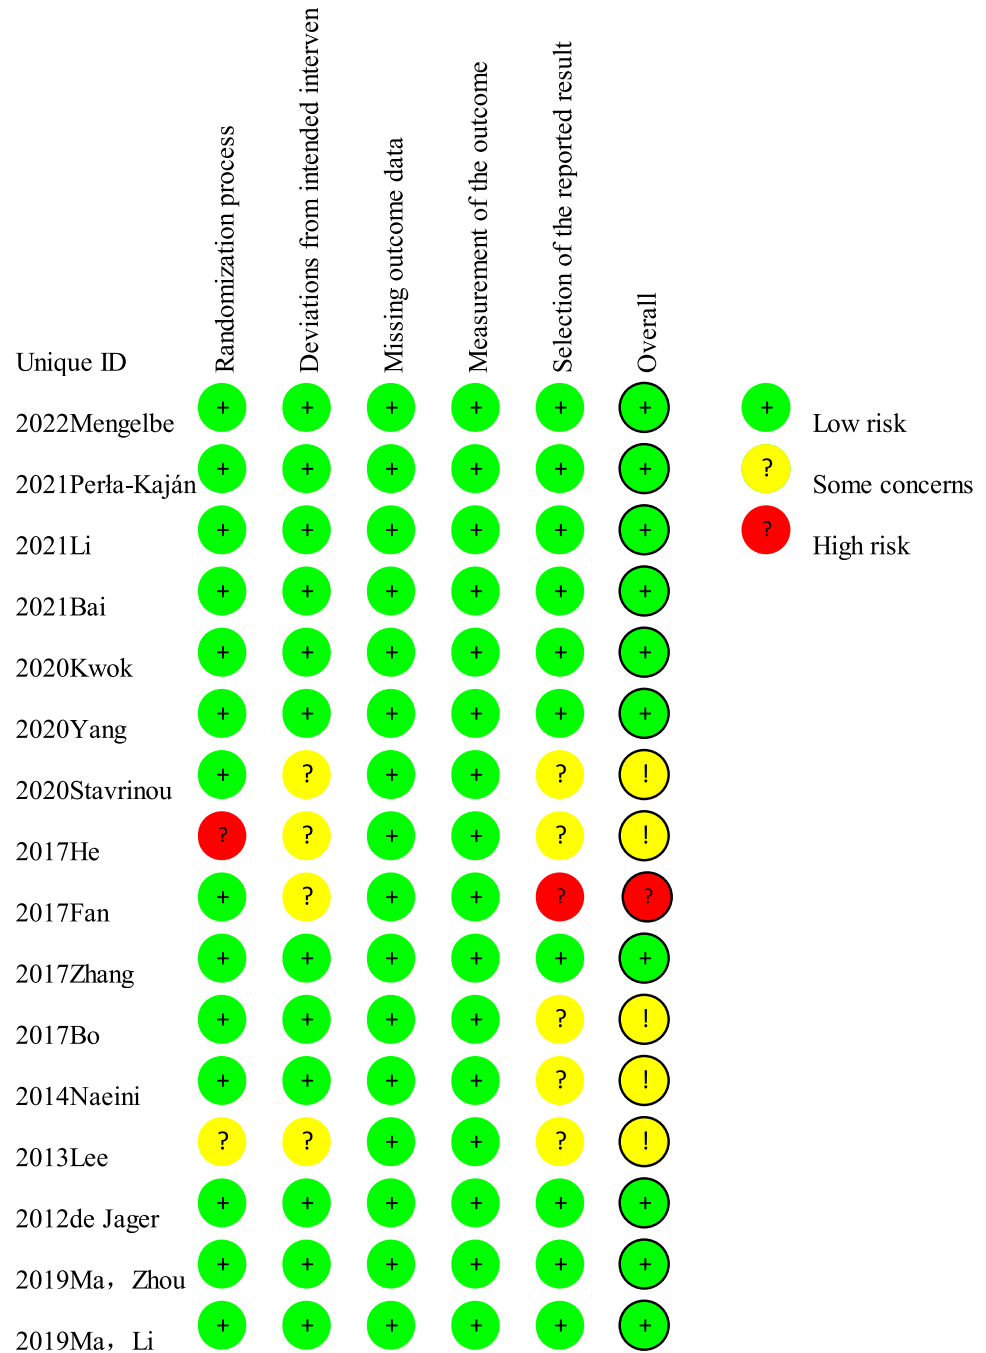 Randomization process
Deviations from intended interven
Missing outcome data
Measurement of the outcome
Selection of the reported result
Overall
Unique ID
2022Mengelbe + + + + + +
+ Low risk
2021Perła-Kaján + + + + + +
? Some concerns
2021Li + + + + + +
? High risk
2021Bai + + + + + +
2020Kwok + + + + + +
2020Yang + + + + + +
2020Stavrinou + ? + + ? !
2017He ? ? + + ? !
2017Fan + ? + + ? ?
2017Zhang + + + + + +
2017Bo + + + + ? !
2014Naeini + + + + ? !
2013Lee ? ? + + ? !
2012de Jager + + + + + +
2019Ma，Zhou + + + + + +
2019Ma，Li + + + + + +